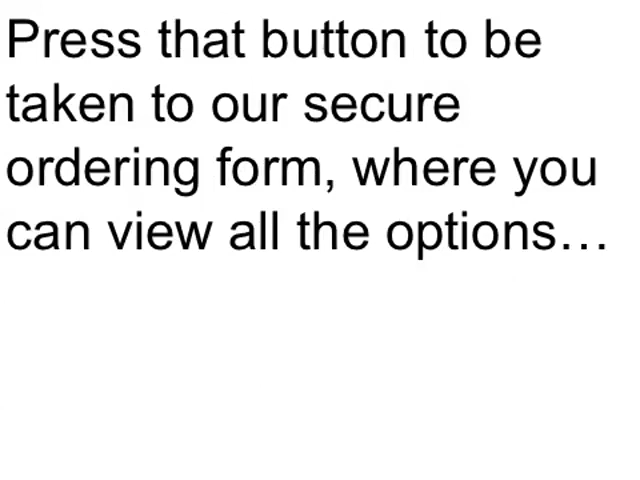 Press that button to be
taken to our secure
ordering form, where you
can view all the options…